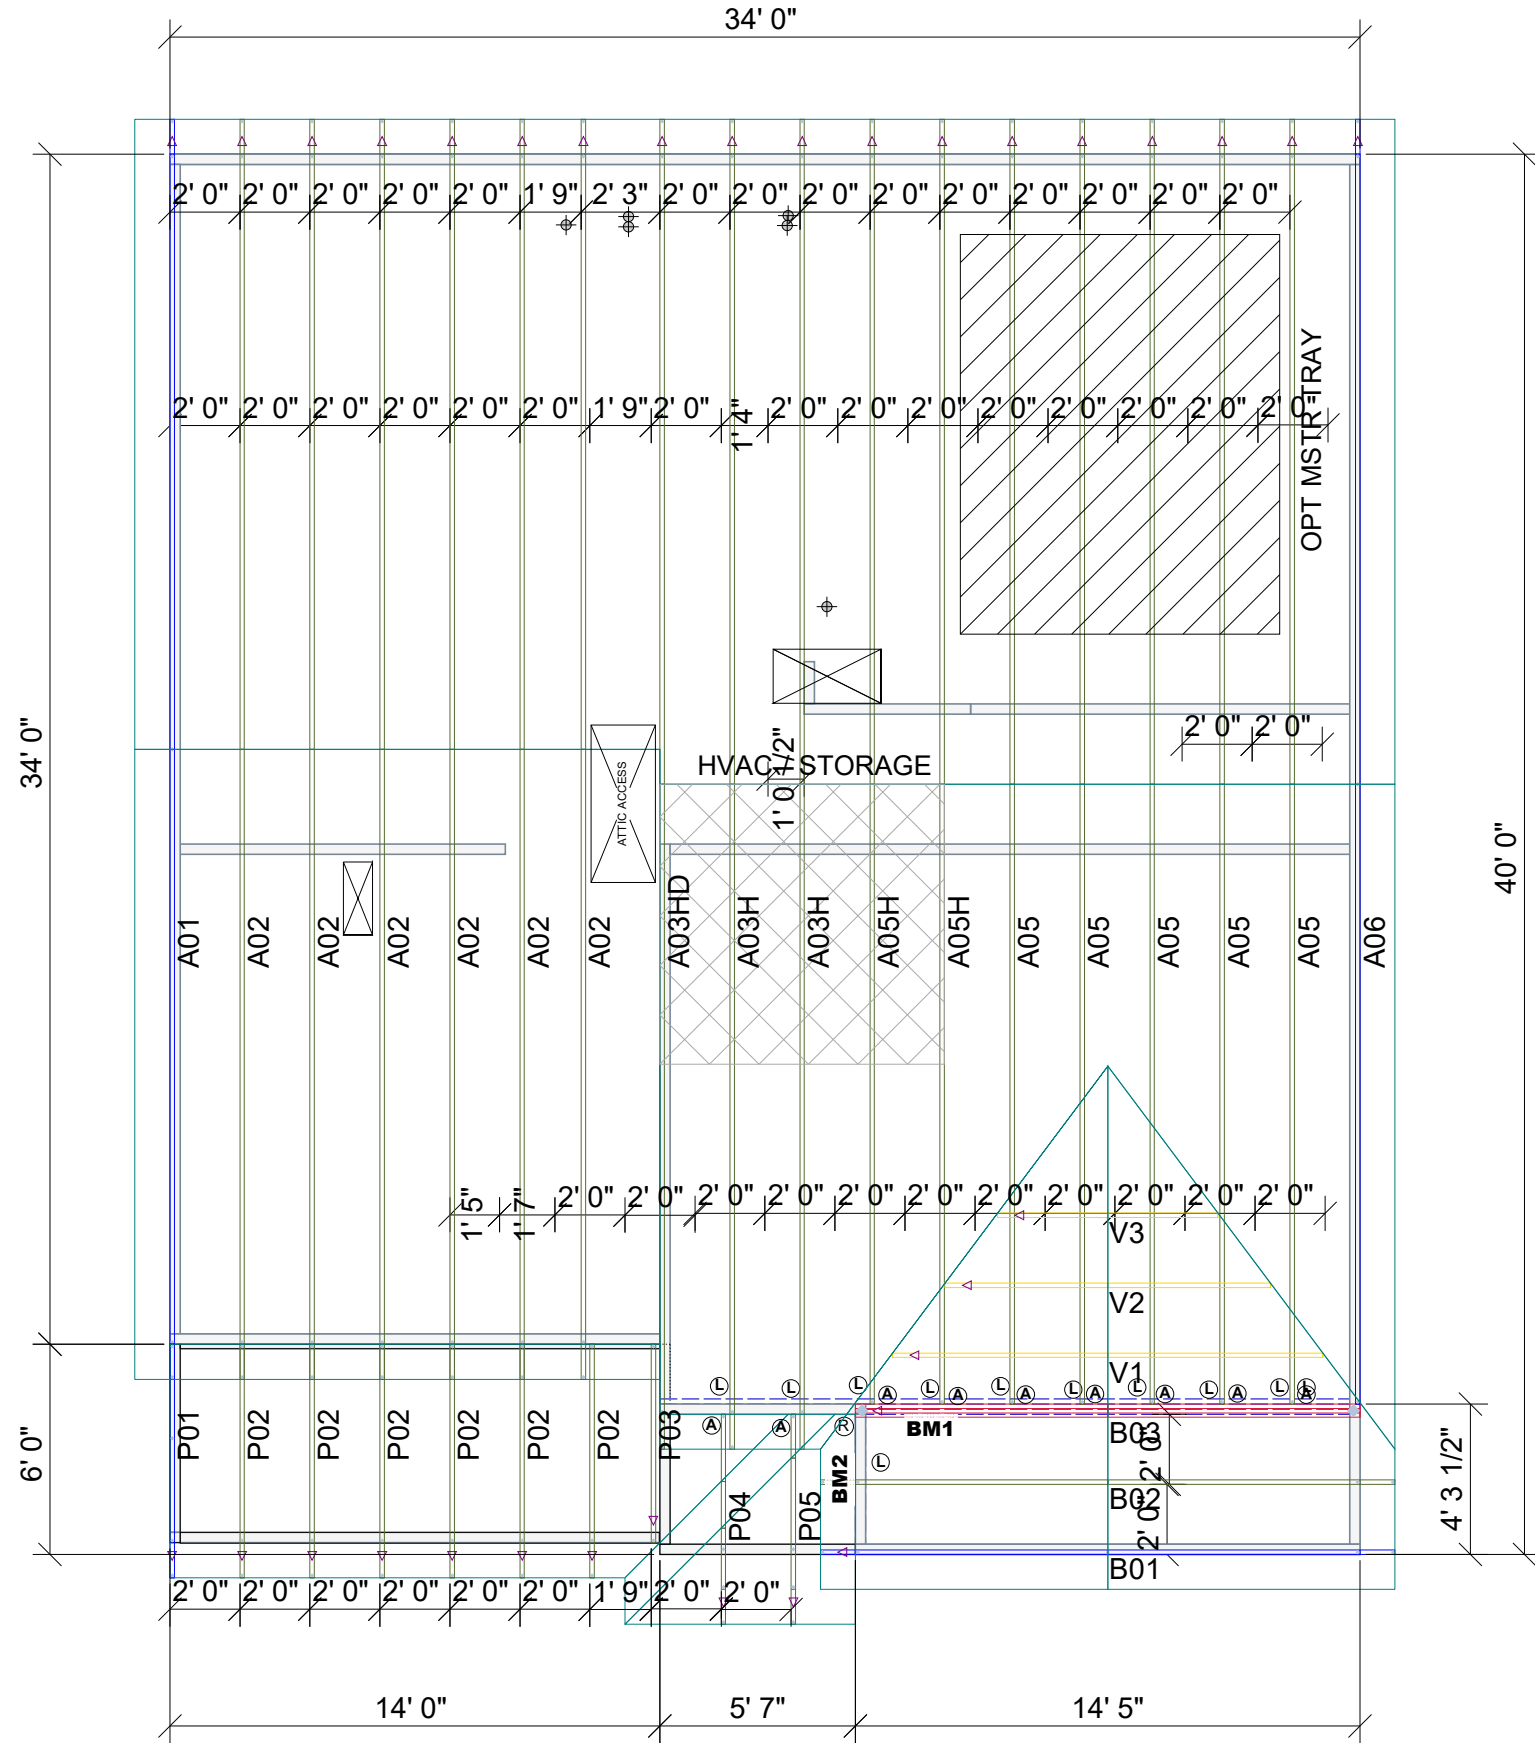 34' 0"
2' 0" 2' 0" 2' 0" 2' 0" 2' 0" 1' 9" 2' 3" 2' 0" 2' 0" 2' 0" 2' 0" 2' 0" 2' 0" 2' 0" 2' 0" 2' 0"
2' 0" 2' 0" 2' 0" 2' 0" 2' 0" 2' 0" 1' 9" 2' 0" 1' 4" 2' 0" 2' 0" 2' 0" 2' 0" 2' 0" 2' 0" 2' 0" 2' 0"
OPT MSTR TRAY
34' 0"
40' 0"
2' 0" 2' 0"
HVAC / STORAGE
1' 0 1/2"
ATTIC ACCESS
A01 A02 A02 A02 A02 A02 A02 A03HD A03H A03H A05H A05H A05 A05 A05 A05 A05 A06
1' 5" 1' 7" 2' 0" 2' 0" 2' 0" 2' 0" 2' 0" 2' 0" 2' 0" 2' 0" 2' 0" 2' 0" 2' 0"
V3
V2
V1
L L L L L L L L L L
A A A A A A A
A A R
BM1
B03
6' 0"
P01 P02 P02 P02 P02 P02 P02 P03
L
BM2
2' 0"
B02
4' 3 1/2"
P04 P05
2' 0"
B01
2' 0" 2' 0" 2' 0" 2' 0" 2' 0" 2' 0" 1' 9" 2' 0" 2' 0"
14' 0" 5' 7" 14' 5"